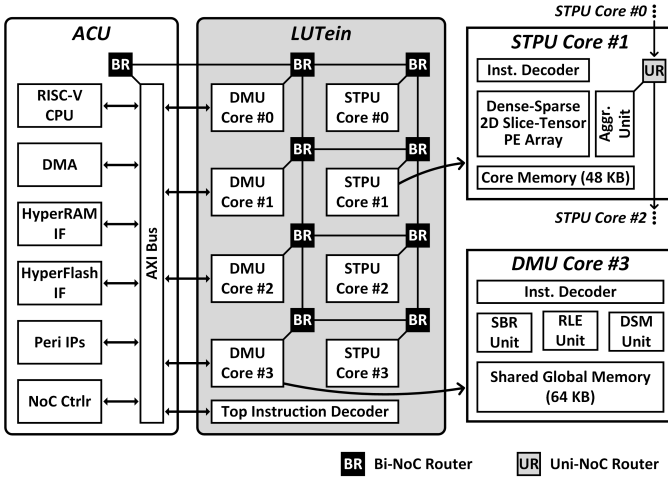 ACU
BR
RISC-V
CPU
DMA
HyperRAM
IF
HyperFlash
IF
Peri IPs
NoC Ctrlr
AXI Bus
LUTein
BR
BR
DMU
Core #0
STPU
Core #0
BR
BR
DMU
Core #1
STPU
Core #1
BR
BR
DMU
Core #2
STPU
Core #2
BR
BR
DMU
Core #3
STPU
Core #3
Top Instruction Decoder
STPU Core #0
STPU Core #1
Inst. Decoder
UR
Dense-Sparse
2D Slice-Tensor
PE Array
Aggr.
Unit
Core Memory (48 KB)
STPU Core #2
DMU Core #3
Inst. Decoder
SBR
Unit
RLE
Unit
DSM
Unit
Shared Global Memory
(64 KB)
BR Bi-NoC Router
UR Uni-NoC Router